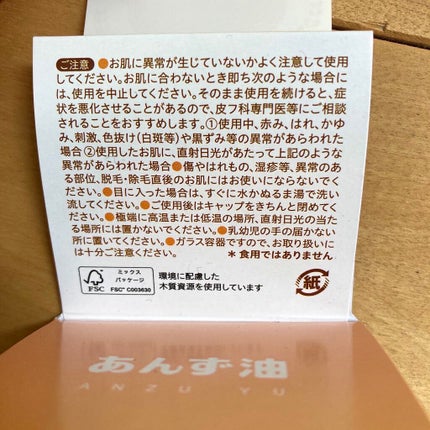 ご注意 ●お肌に異常が生じていないかよく注意して使用
してください。お肌に合わないとき即ち次のような場合に
は、使用を中止してください。そのまま使用を続けると、症
状を悪化させることがあるので、皮フ科専門医等にご相談
されることをおすすめします。①使用中、赤み、はれ、かゆ
み、刺激、色抜け(白斑等)や黒ずみ等の異常があらわれた
場合②使用したお肌に、直射日光があたって上記のような
異常があらわれた場合●傷やはれもの、湿疹等、異常のあ
る部位、脱毛・除毛直後のお肌にはお使いにならないでく
ださい。●目に入った場合は、すぐに水かぬるま湯で洗い
流してください。●ご使用後はキャップをきちんと閉めてく
ださい。●極端に高温または低温の場所、直射日光の当た
る場所には置かないでください。●乳幼児の手の届かない
所に置いてください。●ガラス容器ですので、お取り扱いに
は十分ご注意ください。 *食用ではありません
FSC
ミックス
パッケージ
FSC® C003630
環境に配慮した
木質資源を使用しています
紙
あんず油
ANZU YU